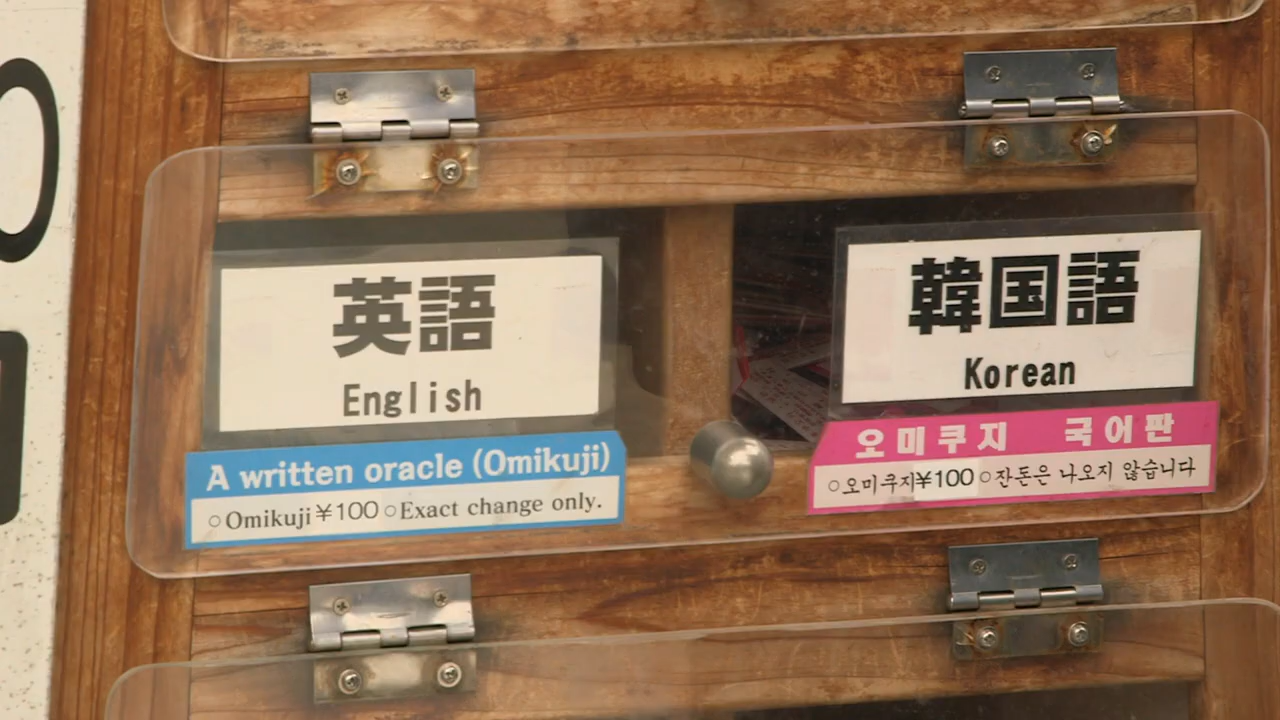 英語
English
A written oracle (Omikuji)
○Omikuji ¥100 ○Exact change only.
韓国語
Korean
오미쿠지 국어판
○오미쿠지¥100 ○잔돈은 나오지 않습니다